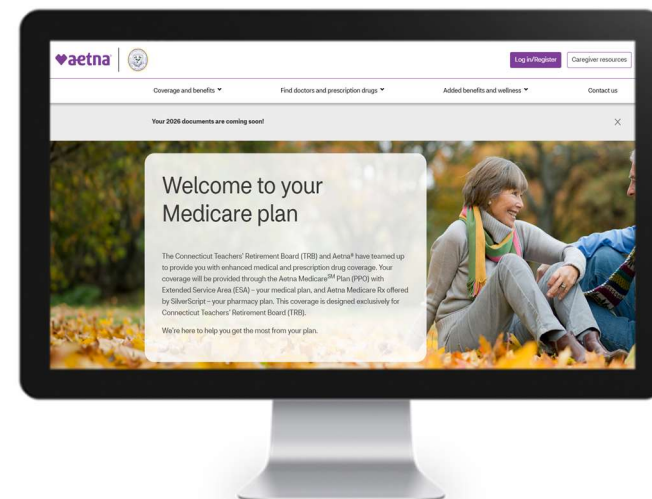 aetna
Log in/Register
Caregiver resources
Coverage and benefits
Find doctors and prescription drugs
Added benefits and wellness
Contact us
Your 2026 documents are coming soon!
X
Welcome to your
Medicare plan
The Connecticut Teachers' Retirement Board (TRB) and Aetna® have teamed up
to provide you with enhanced medical and prescription drug coverage. Your
coverage will be provided through the Aetna Medicare℠ Plan (PPO) with
Extended Service Area (ESA) – your medical plan, and Aetna Medicare Rx offered
by SilverScript – your pharmacy plan. This coverage is designed exclusively for
Connecticut Teachers' Retirement Board (TRB).
We're here to help you get the most from your plan.